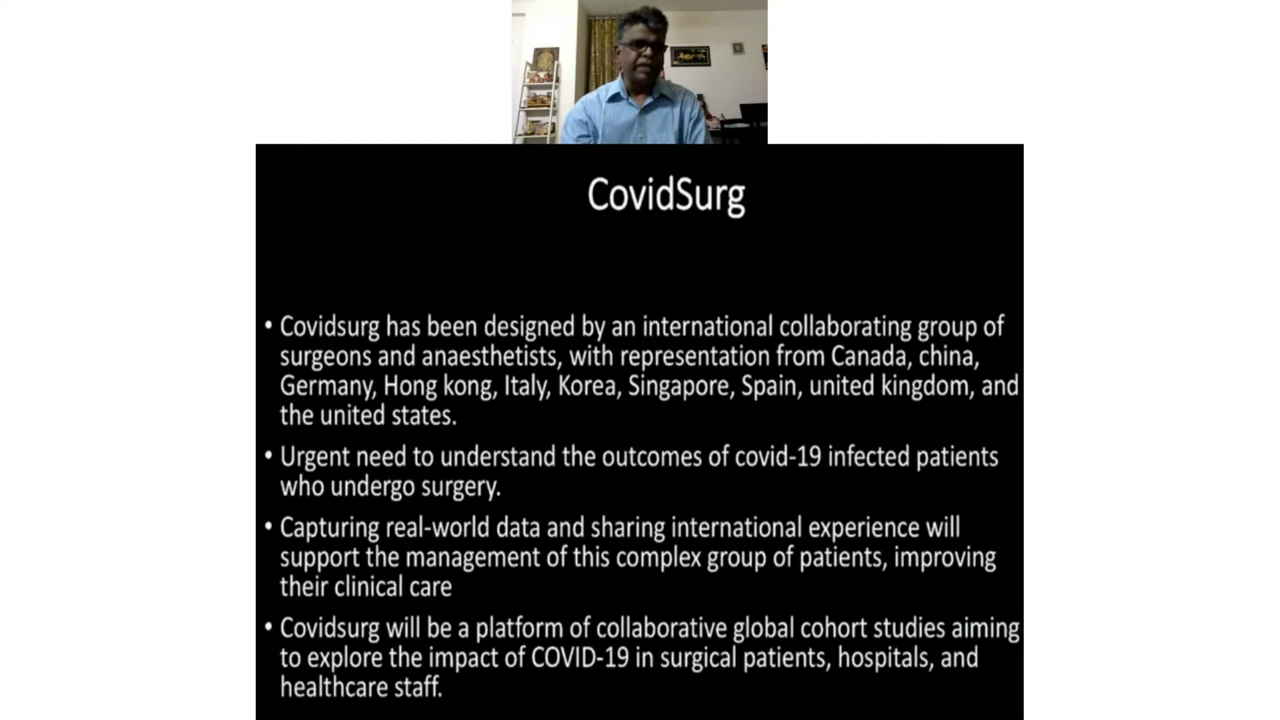 CovidSurg
• Covidsurg has been designed by an international collaborating group of
surgeons and anaesthetists, with representation from Canada, china,
Germany, Hong kong, Italy, Korea, Singapore, Spain, united kingdom, and
the united states.
• Urgent need to understand the outcomes of covid-19 infected patients
who undergo surgery.
• Capturing real-world data and sharing international experience will
support the management of this complex group of patients, improving
their clinical care
• Covidsurg will be a platform of collaborative global cohort studies aiming
to explore the impact of COVID-19 in surgical patients, hospitals, and
healthcare staff.